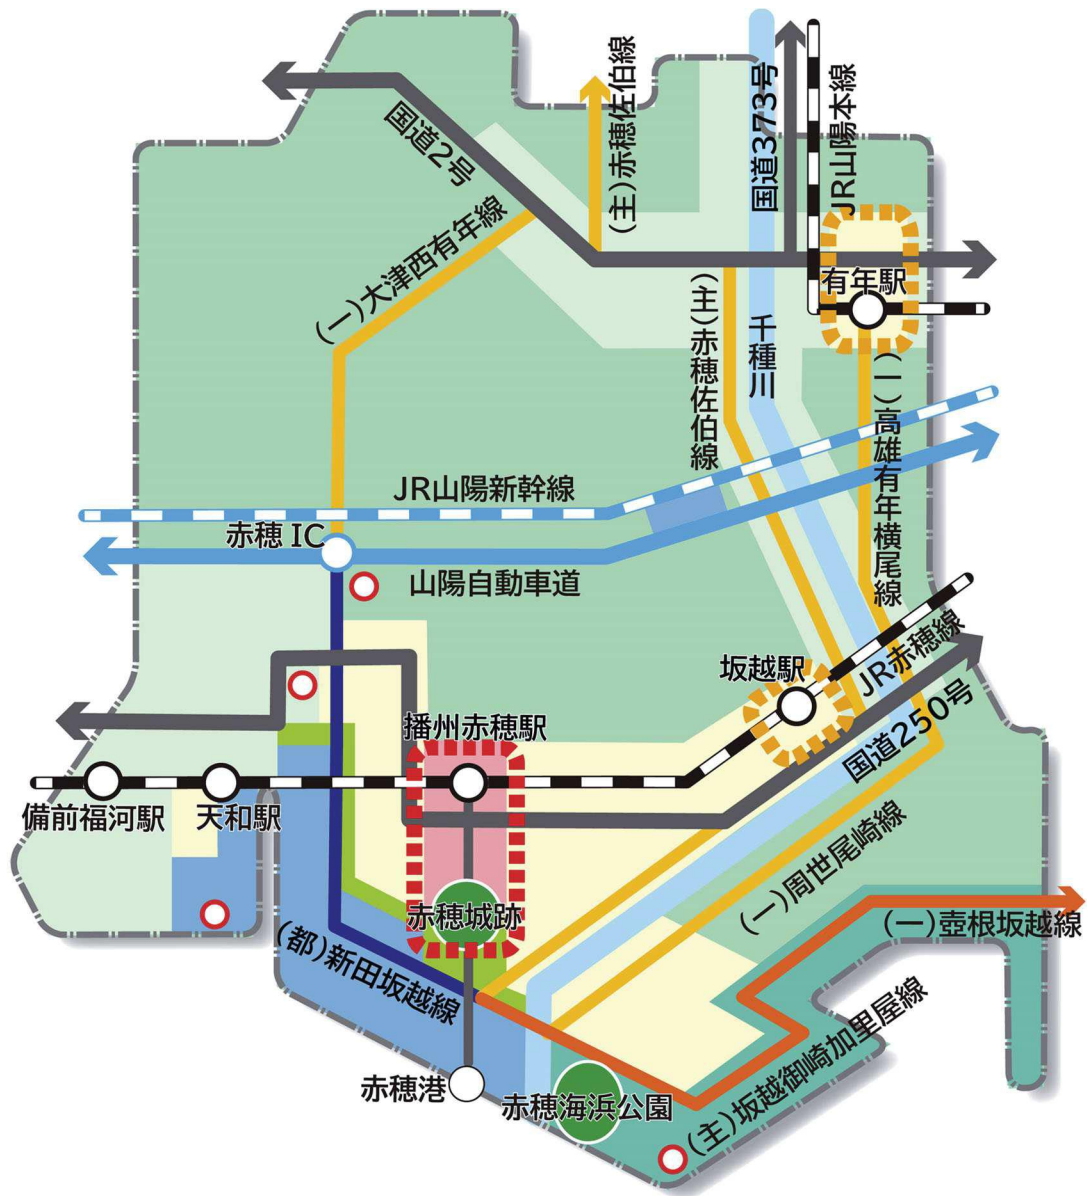 国道2号
(主)赤穂佐伯線
国道373号
JR山陽本線
(一)大津西有年線
有年駅
(主)赤穂佐伯線
千種川
(一)高雄有年横尾線
JR山陽新幹線
赤穂 IC
山陽自動車道
坂越駅
JR赤穂線
播州赤穂駅
国道250号
備前福河駅
天和駅
赤穂城跡
(一)周世尾崎線
(一)壺根坂越線
(都)新田坂越線
赤穂港
赤穂海浜公園
(主)坂越御崎加里屋線